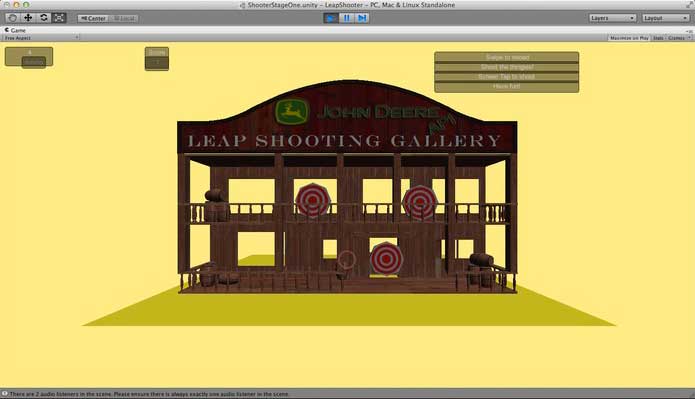 ShooterStageOne.unity - LeapShooter - PC, Mac & Linux Standalone
Center Local Layers Layout
Game
Free Aspect Maximize on Play Stats Gizmos
Score
Swipe to reload
Shoot the thingies!
Screen Tap to shoot
Have fun!
JOHN DEERE
API
LEAP SHOOTING GALLERY
There are 2 audio listeners in the scene. Please ensure there is always exactly one audio listener in the scene.